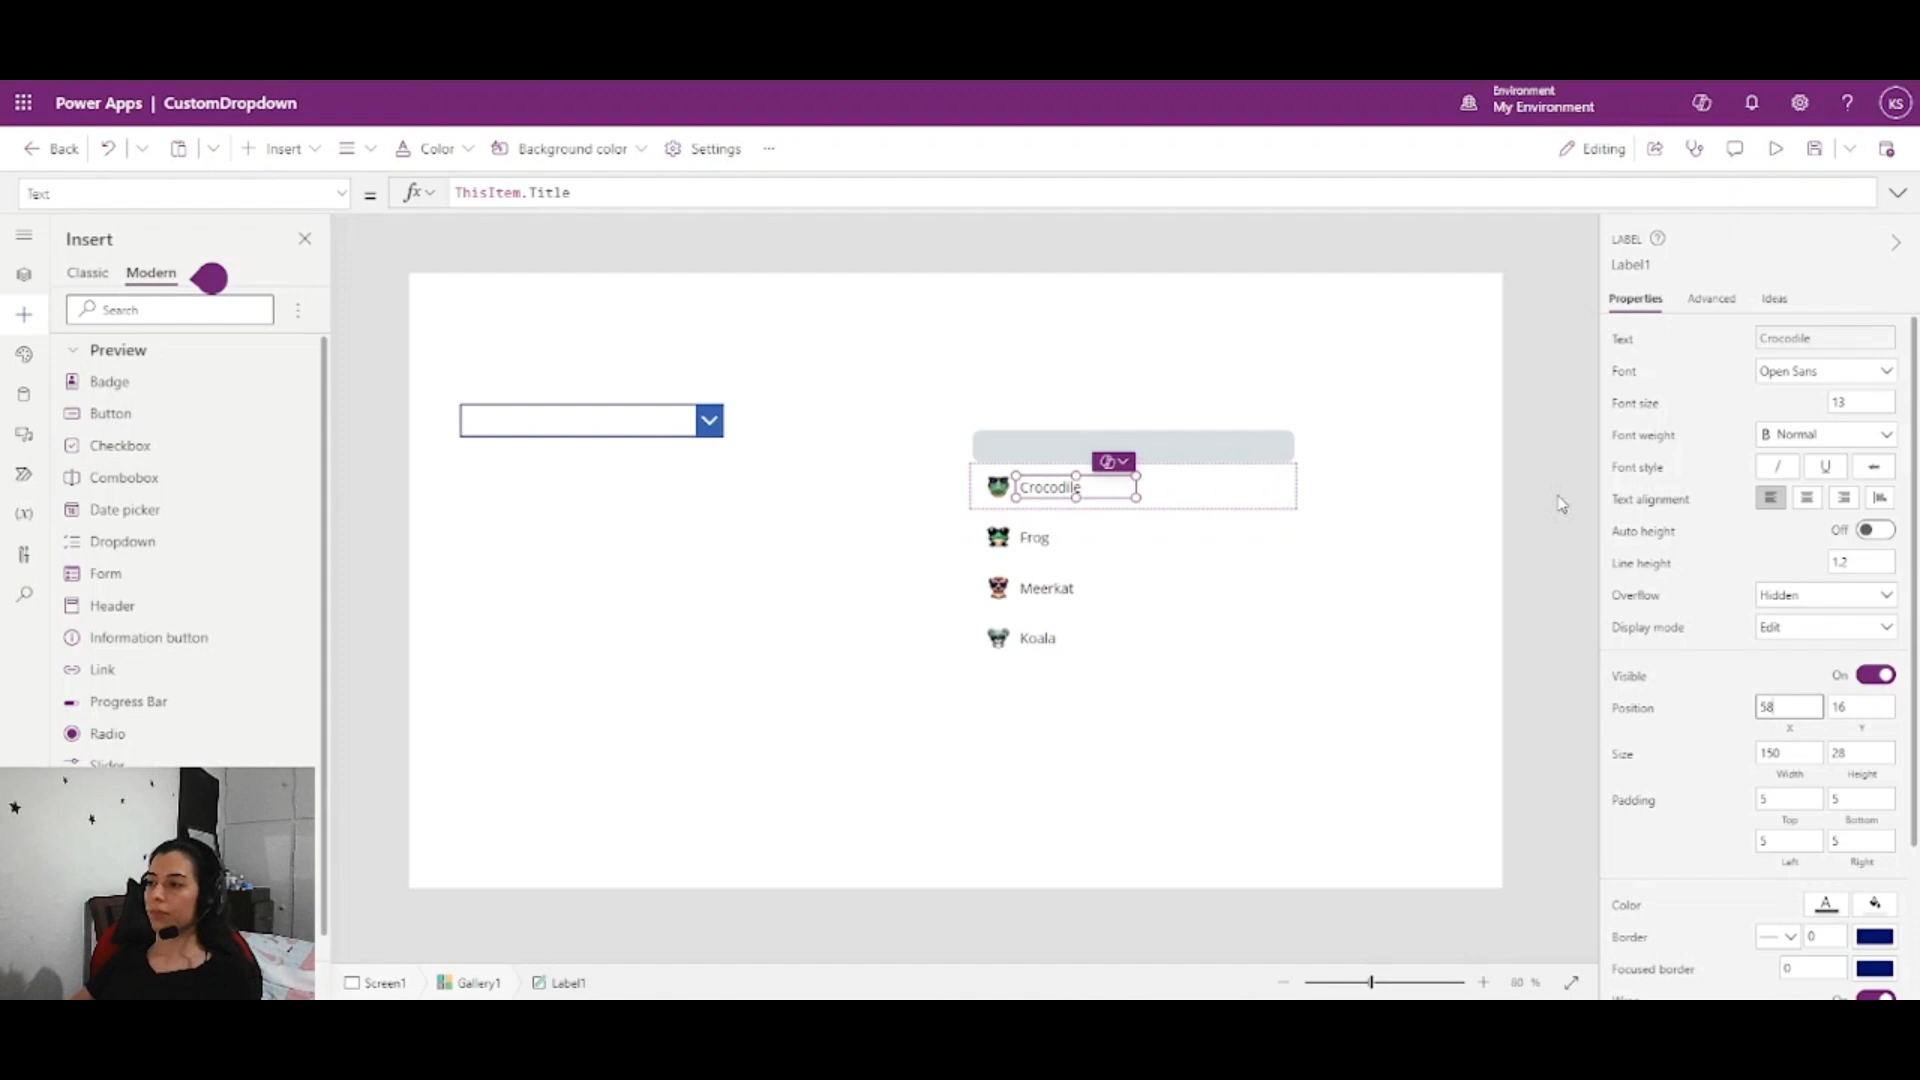 Power Apps | CustomDropdown
Environment
My Environment
?
KS
Back
Insert
Color
Background color
Settings
...
Editing
Text
=
fx
ThisItem.Title
Insert
Classic
Modern
Search
Preview
Badge
Button
Checkbox
Combobox
Date picker
Dropdown
Form
Header
Information button
Link
Progress Bar
Radio
Slider
Crocodile
Frog
Meerkat
Koala
LABEL
Label1
Properties
Advanced
Ideas
Text
Crocodile
Font
Open Sans
Font size
13
Font weight
B Normal
Font style
/ U
Text alignment
Auto height
Off
Line height
1.2
Overflow
Hidden
Display mode
Edit
Visible
On
Position
58
16
X
Y
Size
150
28
Width
Height
Padding
5
5
Top
Bottom
5
5
Left
Right
Color
A
Border
0
Focused border
0
Screen1
Gallery1
Label1
80 %